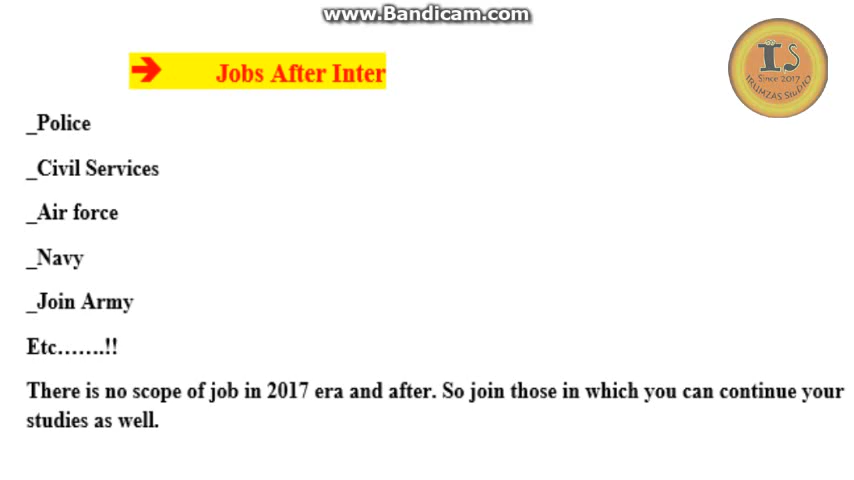 www.Bandicam.com
➔ Jobs After Inter
IS
Since 2017
IRUMZAS StuDIO
_Police
_Civil Services
_Air force
_Navy
_Join Army
Etc…….!!
There is no scope of job in 2017 era and after. So join those in which you can continue your
studies as well.